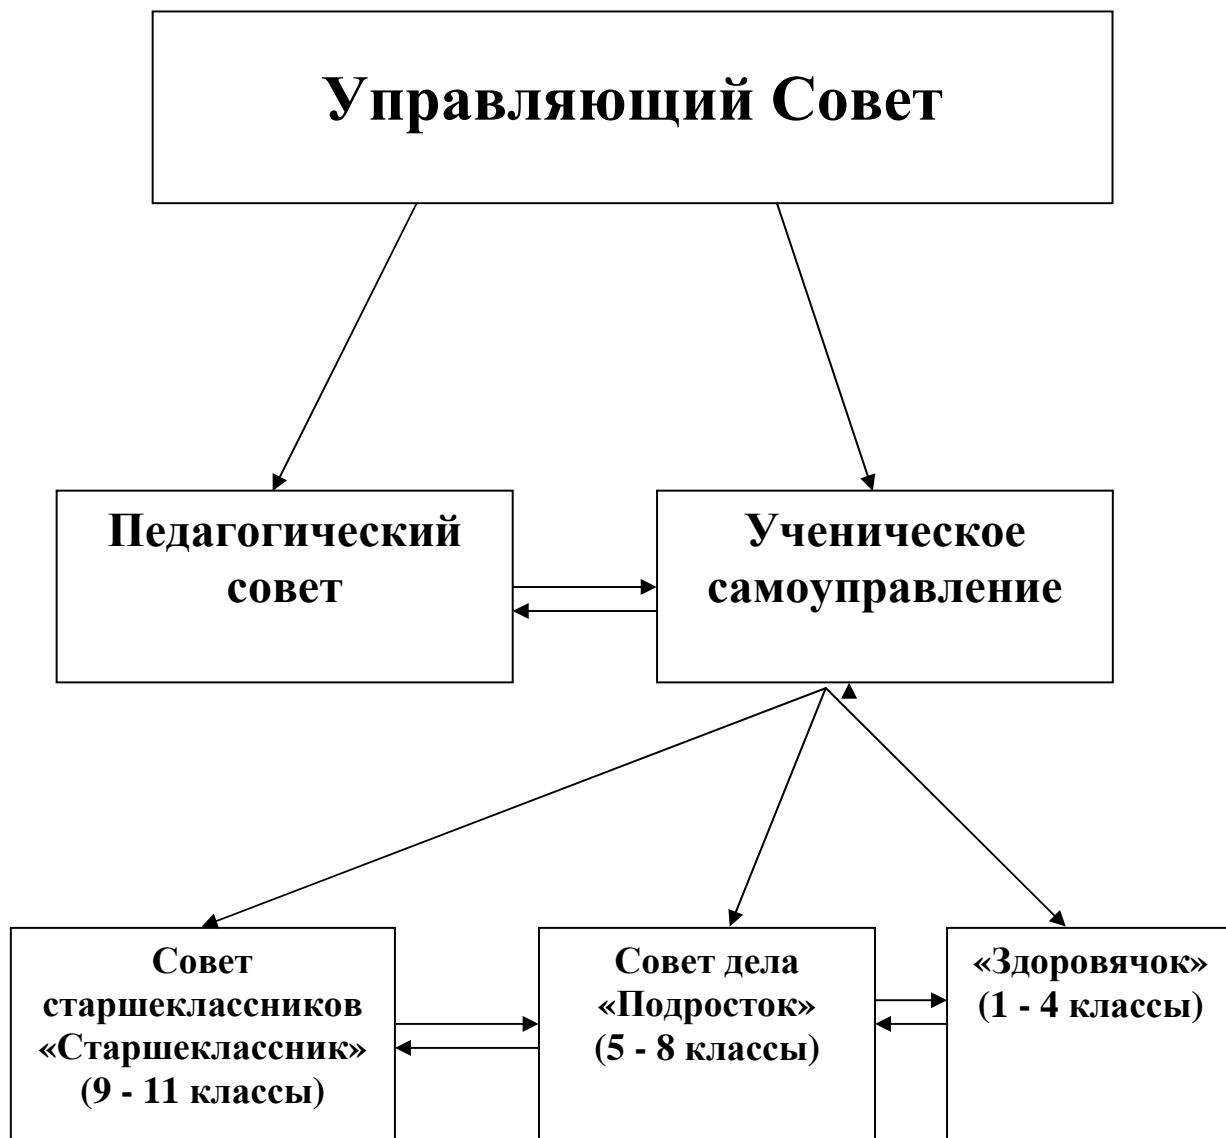 Управляющий Совет
Педагогический
совет
Ученическое
самоуправление
Совет
старшеклассников
«Старшеклассник»
(9 - 11 классы)
Совет дела
«Подросток»
(5 - 8 классы)
«Здоровячок»
(1 - 4 классы)